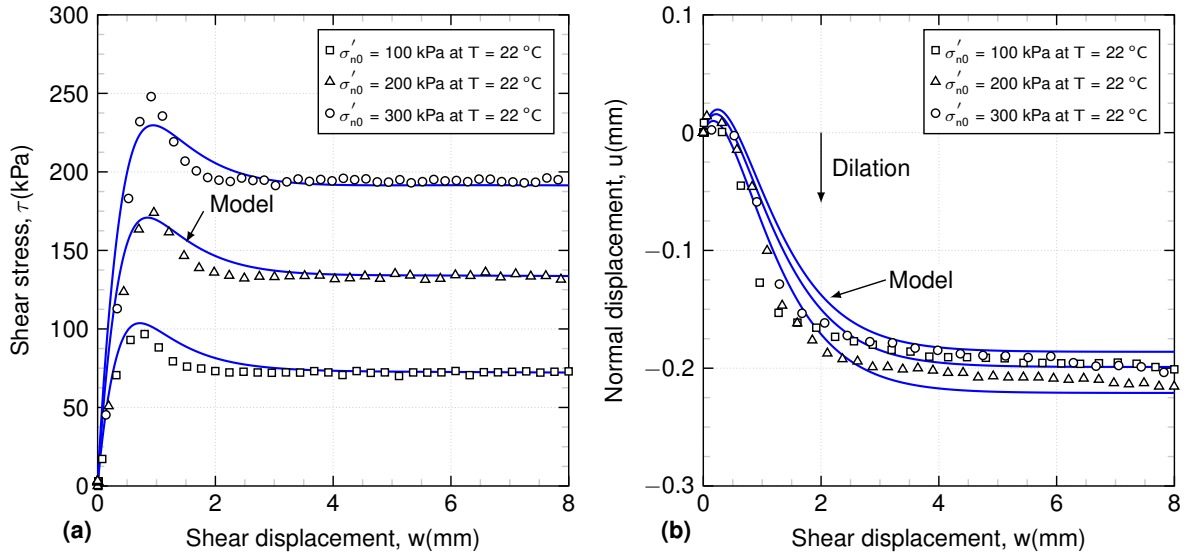 300
250
200
150
100
50
0
0
2
4
6
8
Shear stress, τ(kPa)
Shear displacement, w(mm)
(a)
σ′n0 = 100 kPa at T = 22 °C
σ′n0 = 200 kPa at T = 22 °C
σ′n0 = 300 kPa at T = 22 °C
Model
0.1
0
−0.1
−0.2
−0.3
0
2
4
6
8
Normal displacement, u(mm)
Shear displacement, w(mm)
(b)
σ′n0 = 100 kPa at T = 22 °C
σ′n0 = 200 kPa at T = 22 °C
σ′n0 = 300 kPa at T = 22 °C
Dilation
Model